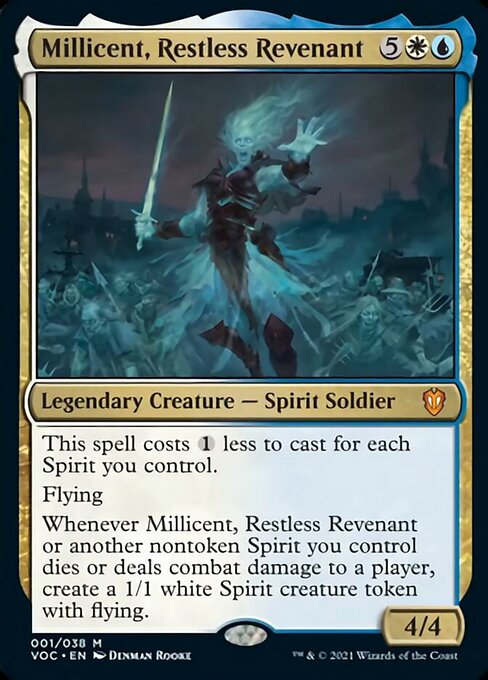 Millicent, Restless Revenant 5
Legendary Creature — Spirit Soldier
This spell costs 1 less to cast for each
Spirit you control.
Flying
Whenever Millicent, Restless Revenant
or another nontoken Spirit you control
dies or deals combat damage to a player,
create a 1/1 white Spirit creature token
with flying.
4/4
001/038 M
VOC • EN Denman Rooke
™ & © 2021 Wizards of the Coast